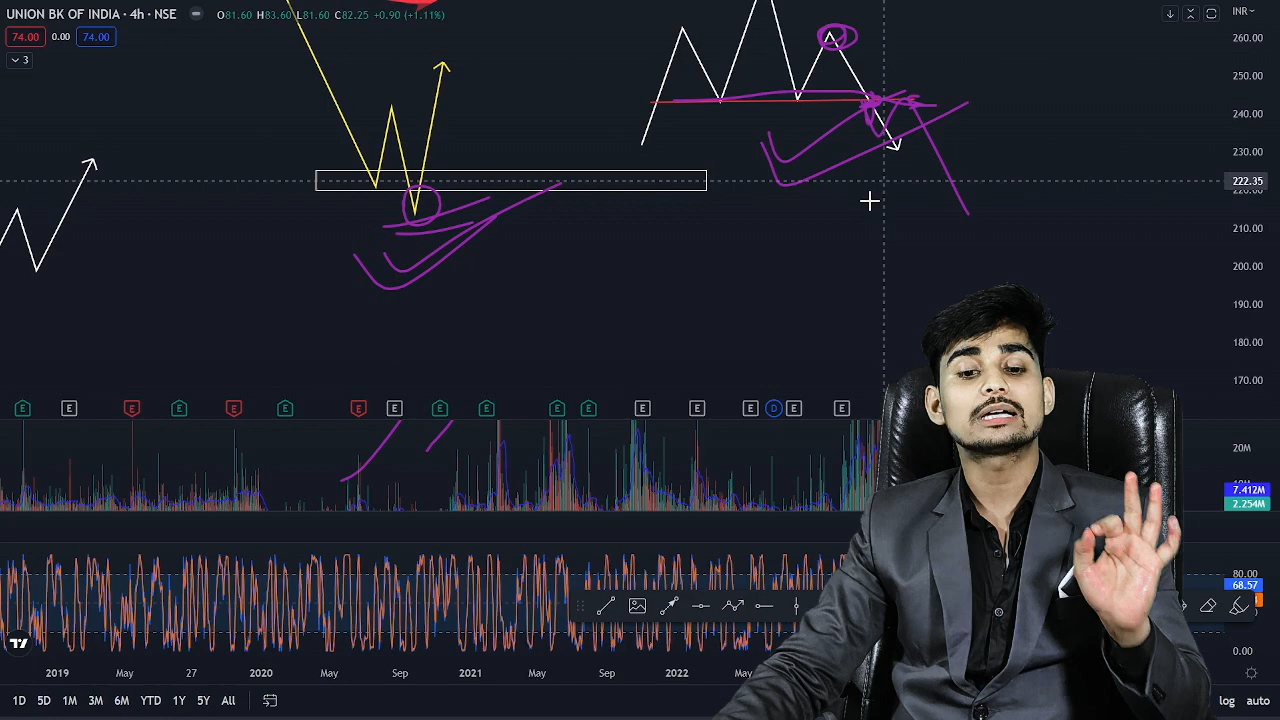 UNION BK OF INDIA · 4h · NSE
O81.60 H83.60 L81.60 C82.25 +0.90 (+1.11%)
INR
74.00 0.00 74.00
3
260.00
250.00
240.00
230.00
222.35
210.00
200.00
190.00
180.00
170.00
E E E E E E E E E E E E E E D E E
20M
7.412M
2.254M
80.00
68.57
0.00
2019 May 27 2020 May Sep 2021 May Sep 2022 May
1D 5D 1M 3M 6M YTD 1Y 5Y All
log auto